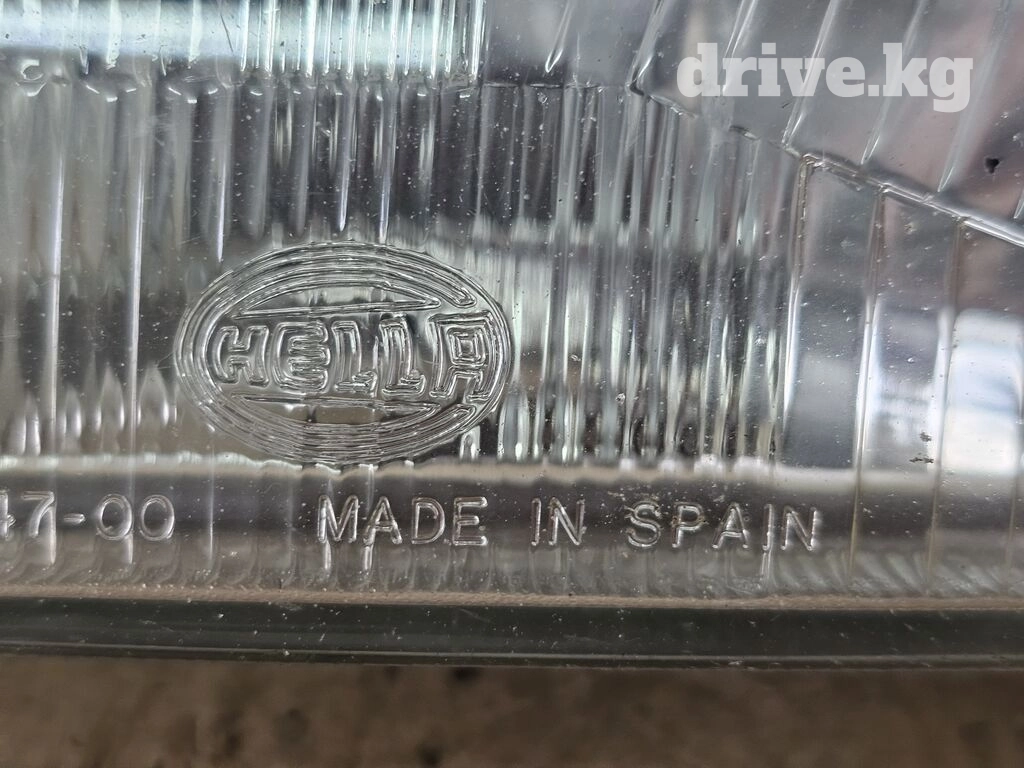 drive.kg
HELLA
47-00 MADE IN SPAIN